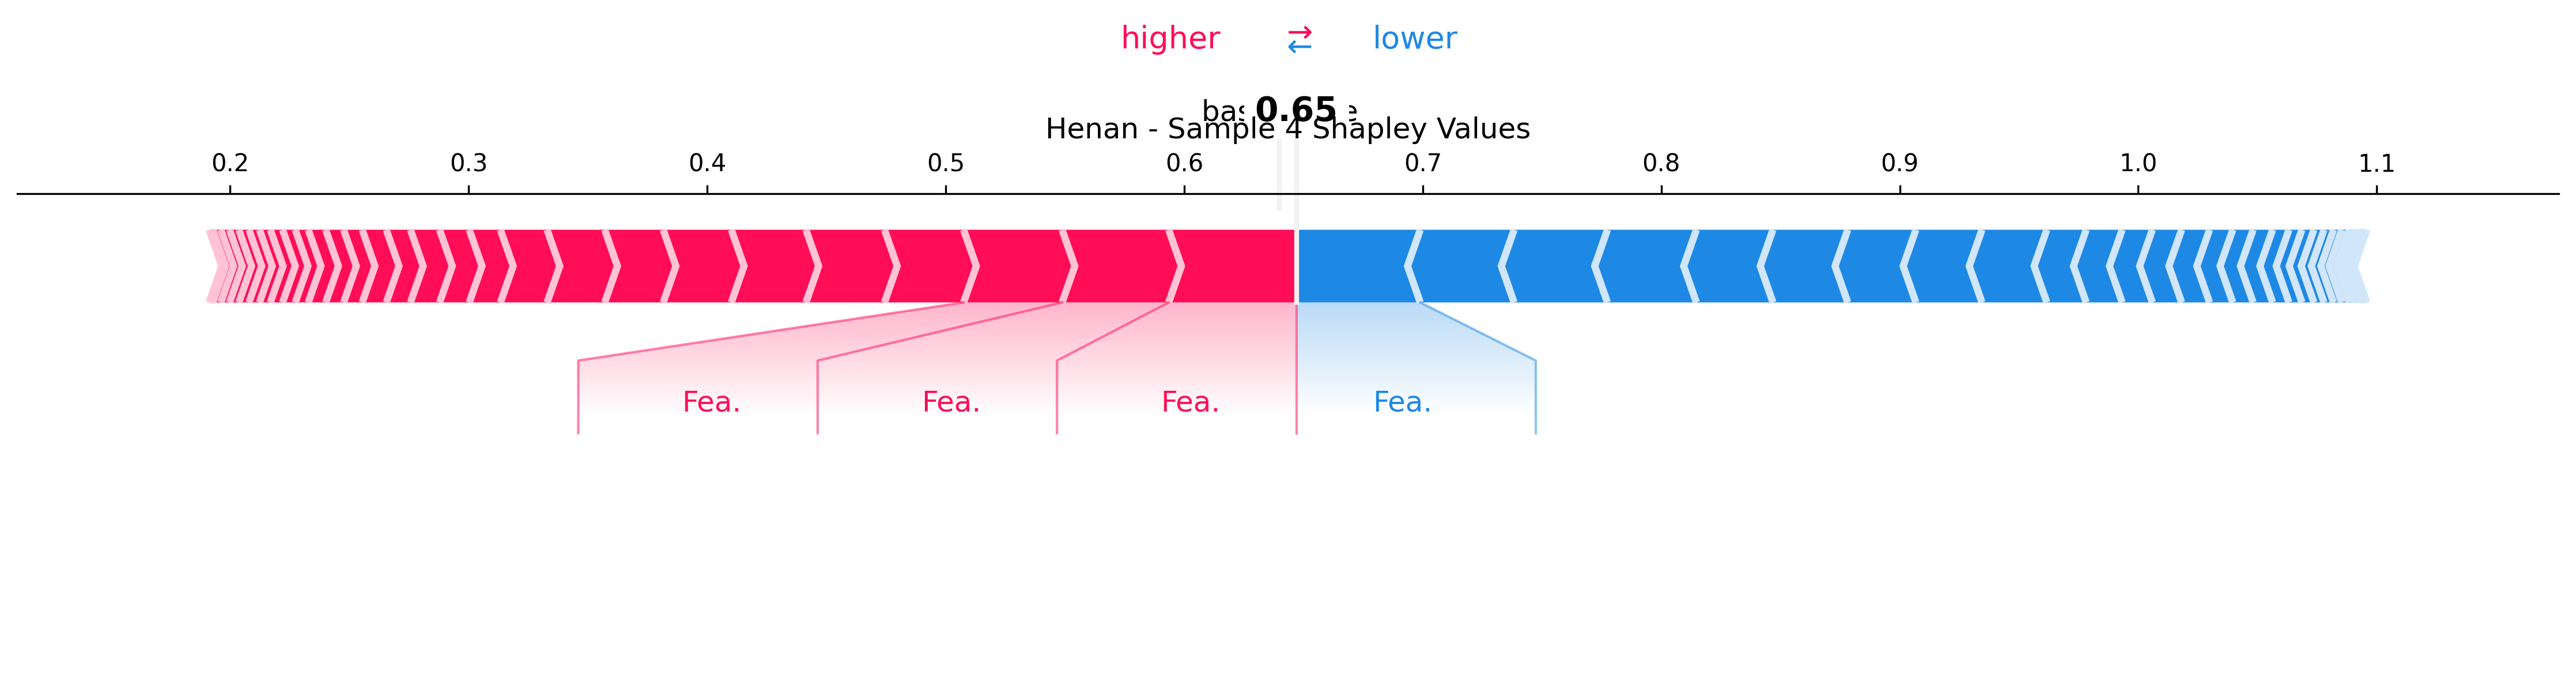 higher ⇄ lower
0.65
Henan - Sample 4 Shapley Values
0.2 0.3 0.4 0.5 0.6 0.7 0.8 0.9 1.0 1.1
Fea. Fea. Fea. Fea.